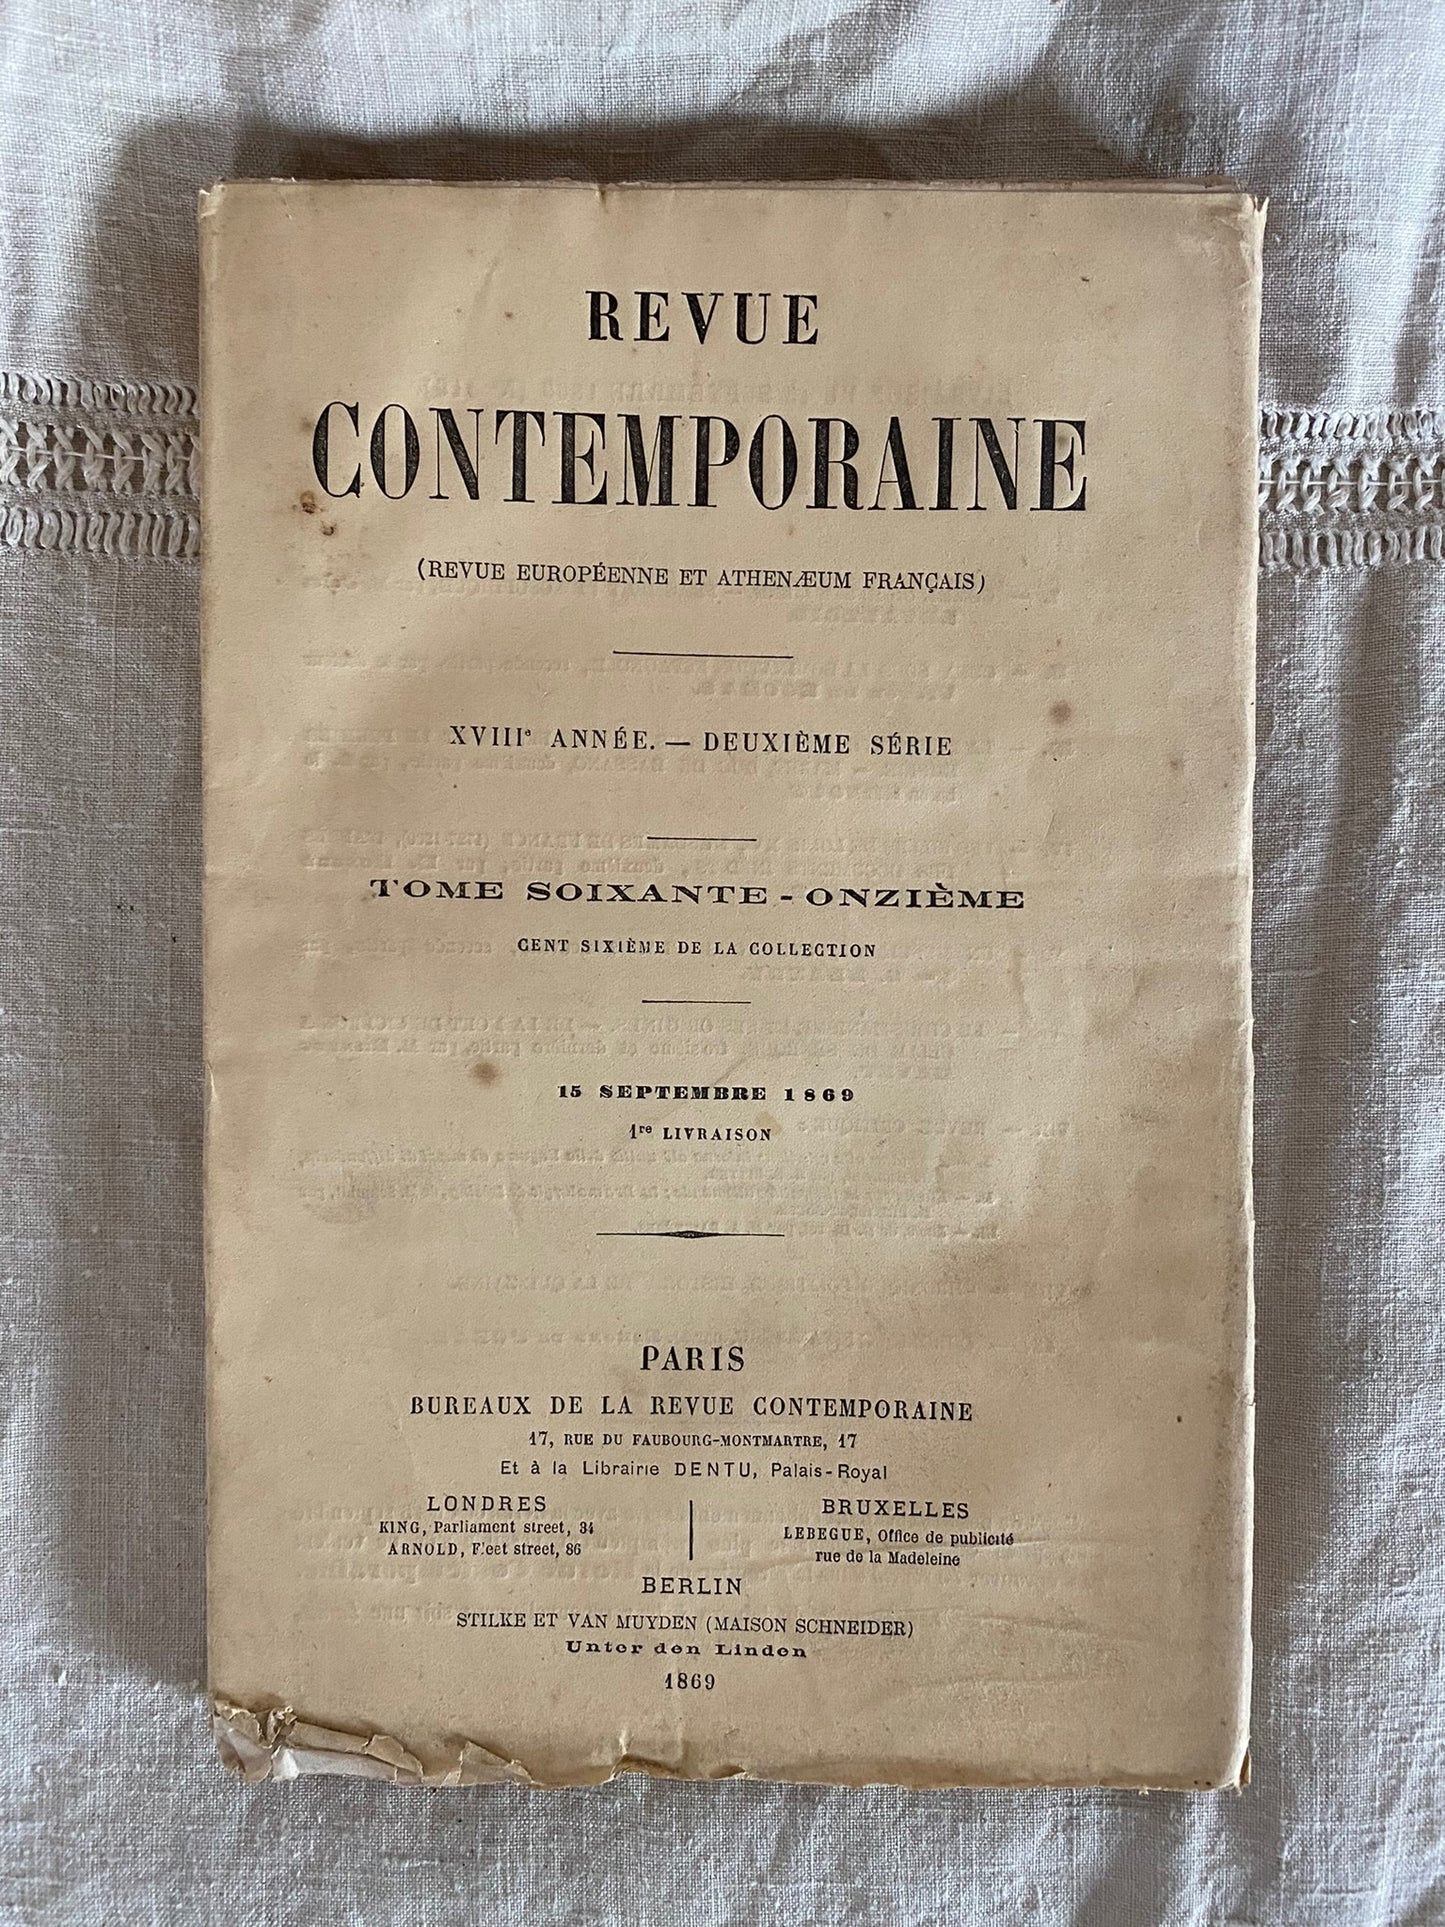 REVUE
CONTEMPORAINE
(REVUE EUROPÉENNE ET ATHENÆUM FRANÇAIS)
XVIIIe ANNÉE. — DEUXIÈME SÉRIE
TOME SOIXANTE-ONZIÈME
CENT SIXIÈME DE LA COLLECTION
15 SEPTEMBRE 1869
1re LIVRAISON
PARIS
BUREAUX DE LA REVUE CONTEMPORAINE
17, RUE DU FAUBOURG-MONTMARTRE, 17
Et à la Librairie DENTU, Palais-Royal
LONDRES
KING, Parliament street, 34
ARNOLD, Fleet street, 86
BRUXELLES
LEBEGUE, Office de publicité
rue de la Madeleine
BERLIN
STILKE ET VAN MUYDEN (MAISON SCHNEIDER)
Unter den Linden
1869